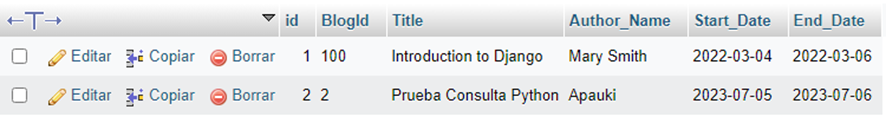 id BlogId Title Author_Name Start_Date End_Date
Editar Copiar Borrar 1 100 Introduction to Django Mary Smith 2022-03-04 2022-03-06
Editar Copiar Borrar 2 2 Prueba Consulta Python Apauki 2023-07-05 2023-07-06